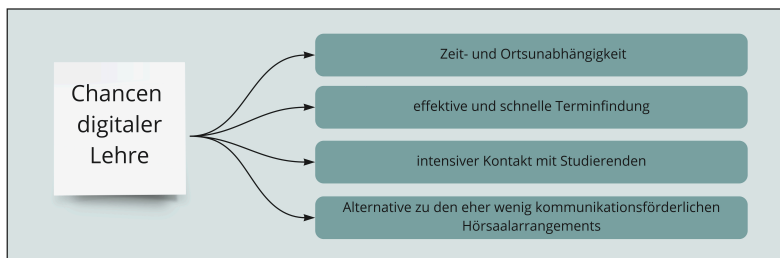 Chancen
digitaler
Lehre
Zeit- und Ortsunabhängigkeit
effektive und schnelle Terminfindung
intensiver Kontakt mit Studierenden
Alternative zu den eher wenig kommunikationsförderlichen
Hörsaalarrangements